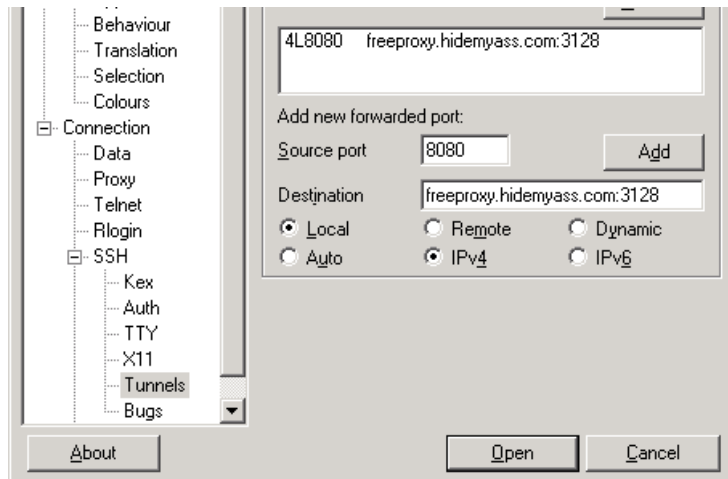 Behaviour
Translation
Selection
Colours
Connection
Data
Proxy
Telnet
Rlogin
SSH
Kex
Auth
TTY
X11
Tunnels
Bugs
4L8080 freeproxy.hidemyass.com:3128
Add new forwarded port:
Source port 8080 Add
Destination freeproxy.hidemyass.com:3128
Local Remote Dynamic
Auto IPv4 IPv6
About Open Cancel